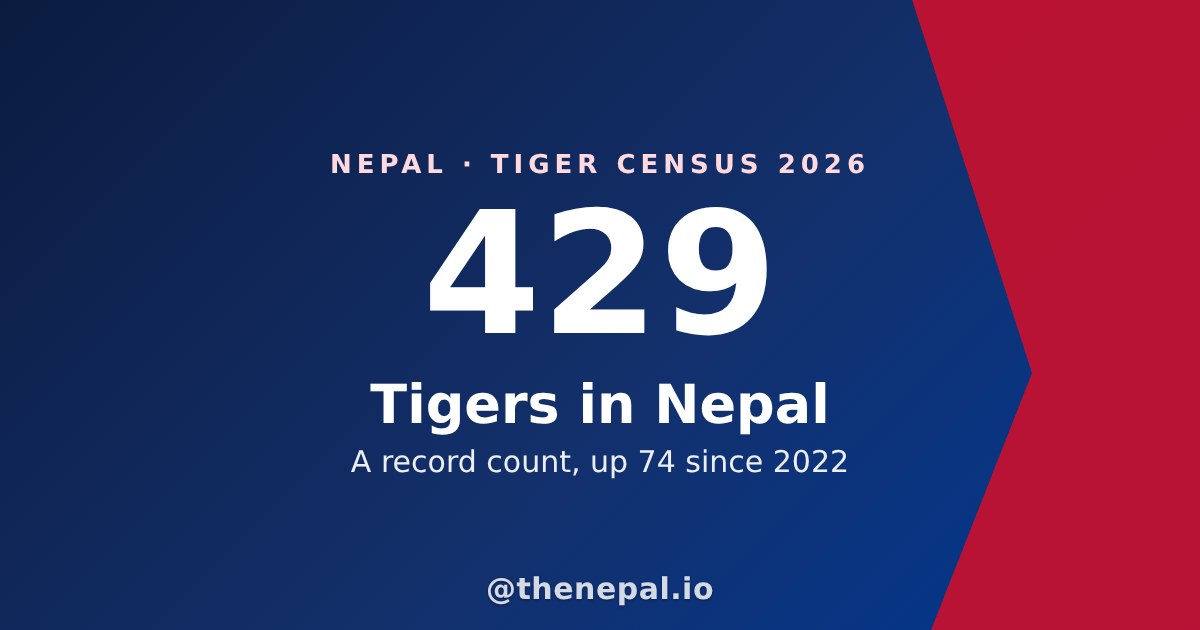 NEPAL · TIGER CENSUS 2026
429
Tigers in Nepal
A record count, up 74 since 2022
@thenepal.io